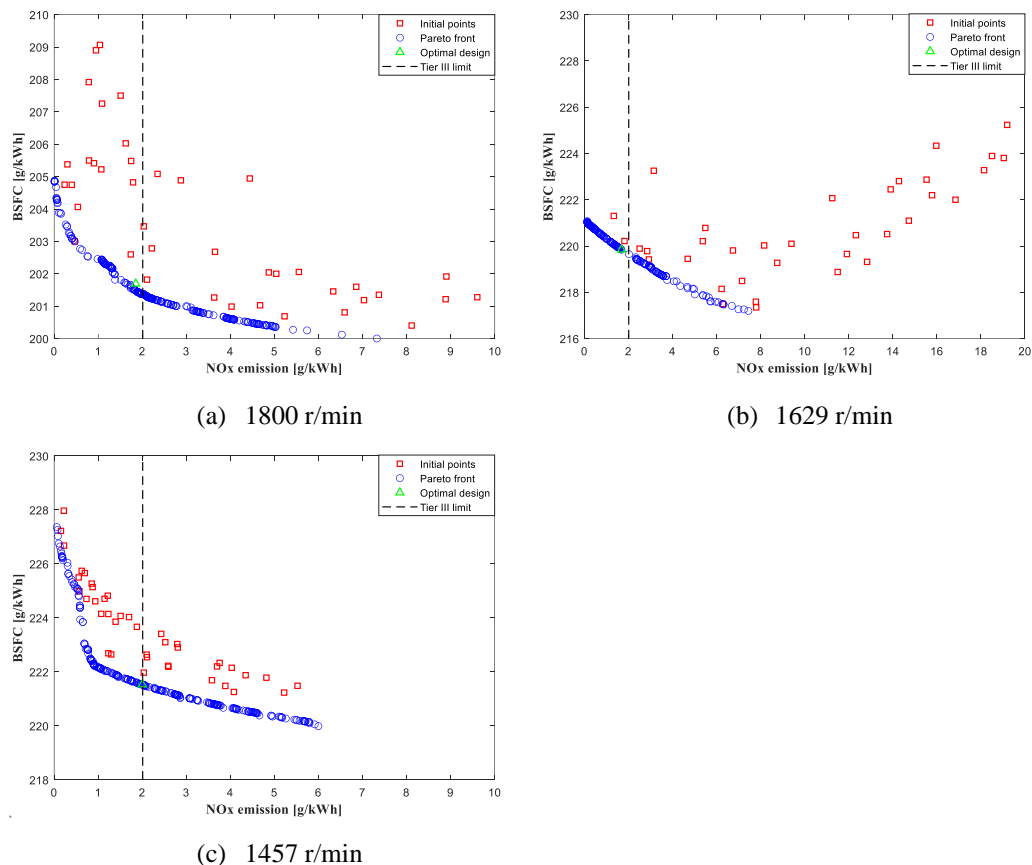 210
209
208
207
206
205
204
203
202
201
200
BSFC [g/kWh]
0 1 2 3 4 5 6 7 8 9 10
NOx emission [g/kWh]
Initial points
Pareto front
Optimal design
Tier III limit
(a) 1800 r/min
230
228
226
224
222
220
218
216
BSFC [g/kWh]
0 2 4 6 8 10 12 14 16 18 20
NOx emission [g/kWh]
Initial points
Pareto front
Optimal design
Tier III limit
(b) 1629 r/min
230
228
226
224
222
220
218
BSFC [g/kWh]
0 1 2 3 4 5 6 7 8 9 10
NOx emission [g/kWh]
Initial points
Pareto front
Optimal design
Tier III limit
(c) 1457 r/min